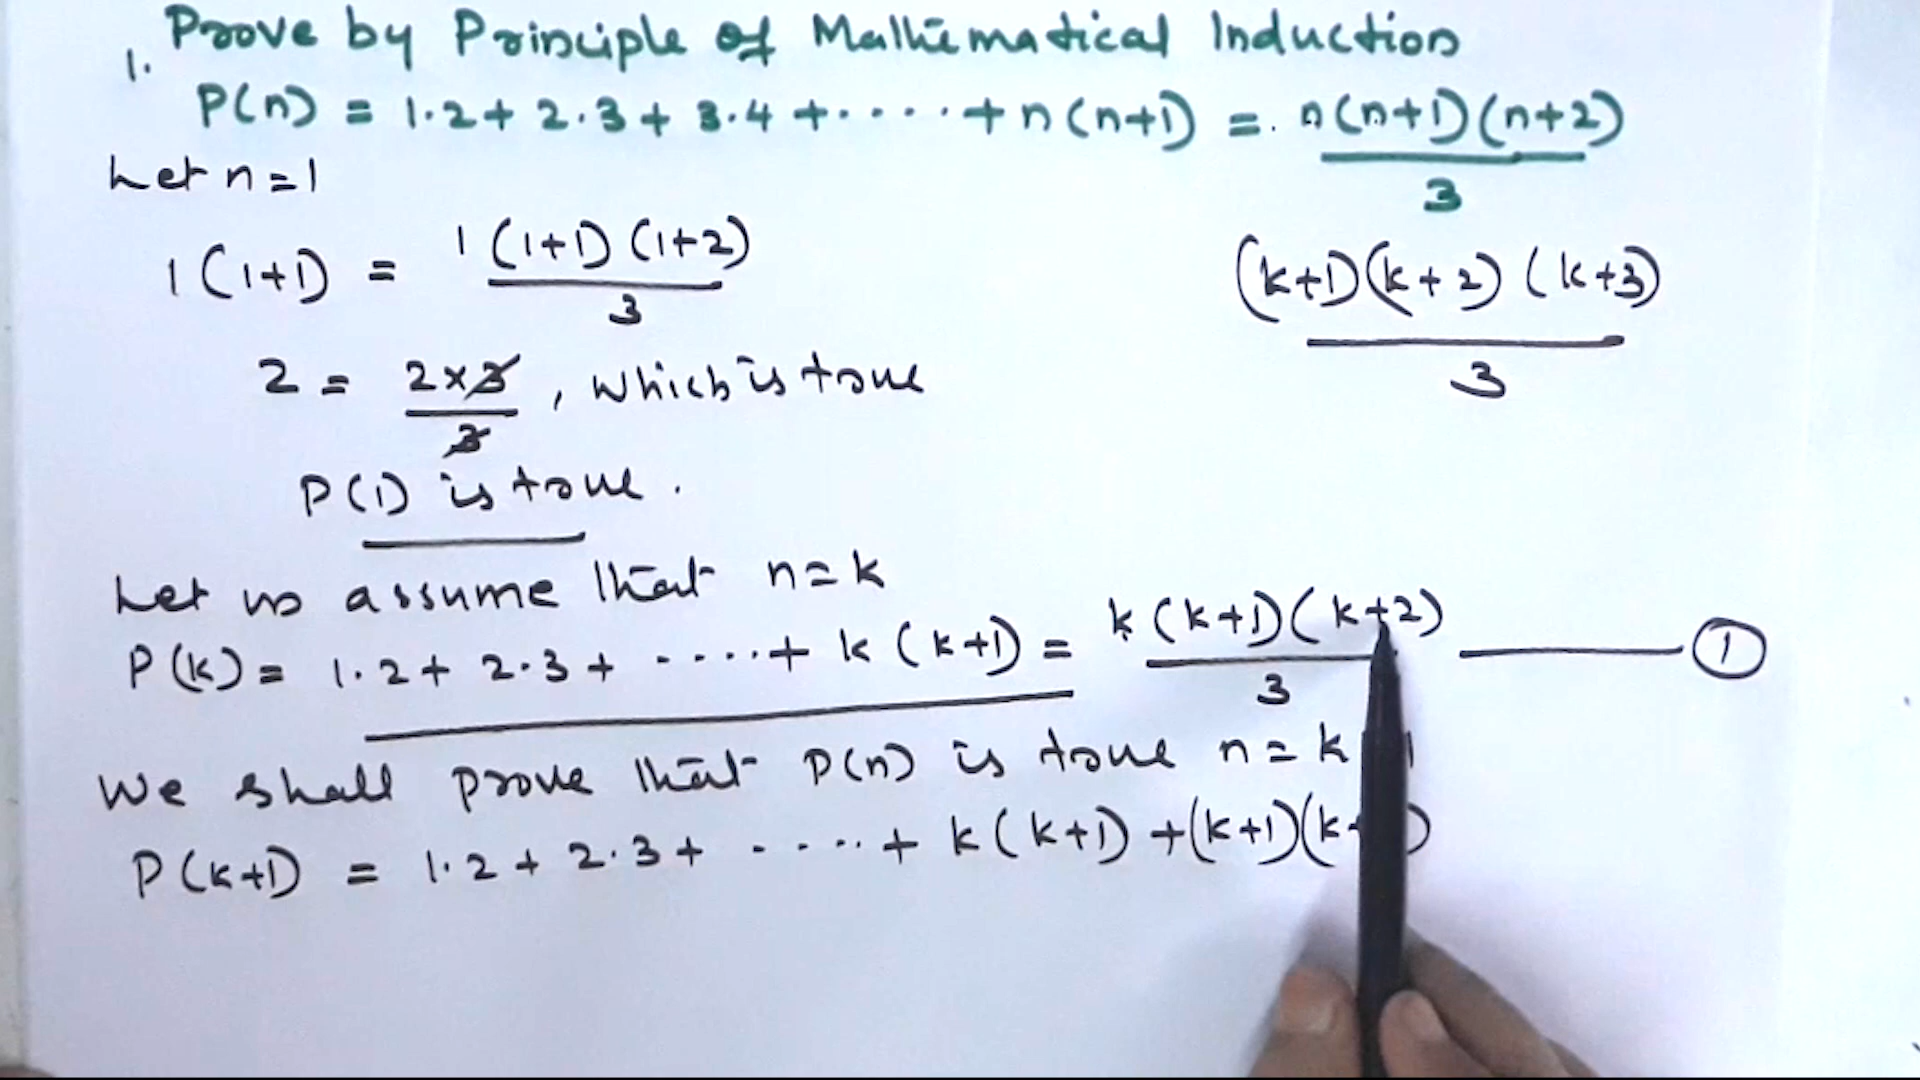 1. Prove by Principle of Mathematical Induction
P(n) = 1·2 + 2·3 + 3·4 + ····· + n(n+1) = n(n+1)(n+2)
3
Let n=1
1(1+1) = 1(1+1)(1+2)
3
(k+1)(k+2)(k+3)
3
2 = 2×3 , which is true
3
P(1) is true.
Let us assume that n=k
P(k) = 1·2 + 2·3 + ·····+ k(k+1) = k(k+1)(k+2)
3
1
We shall prove that P(n) is true n=k 1
P(k+1) = 1·2 + 2·3 + ·····+ k(k+1) +(k+1)(k+ )